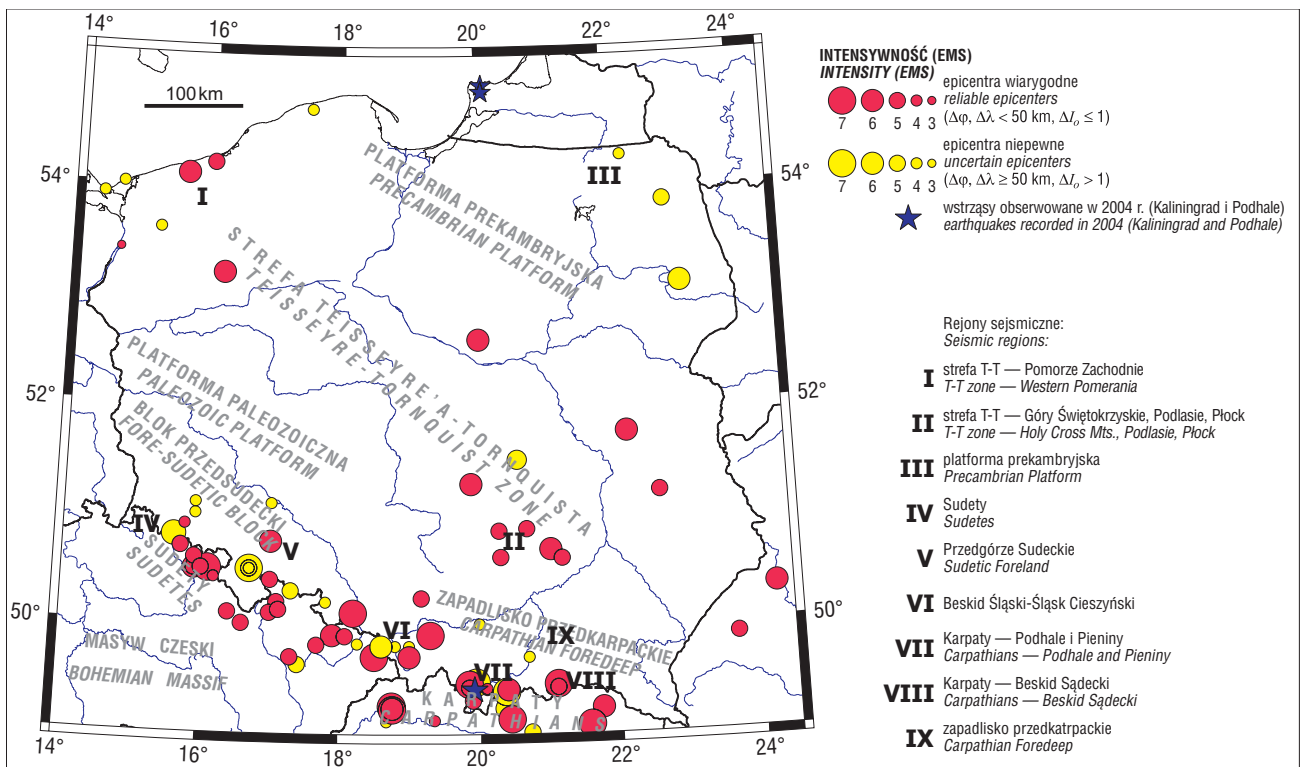 14°
16°
18°
20°
22°
24°
100 km
54°
54°
52°
52°
50°
50°
14°
16°
18°
20°
22°
24°
I
III
PLATFORMA PREKAMBRYJSKA
PRECAMBRIAN PLATFORM
STREFA TEISSEYRE'A-TORNQUISTA
TEISSEYRE-TORNQUIST ZONE
PLATFORMA PALEOZOICZNA
PALEOZOIC PLATFORM
BLOK PRZEDSUDECKI
FORE-SUDETIC BLOCK
IV
V
II
SUDETY
SUDETES
MASYW CZESKI
BOHEMIAN MASSIF
ZAPADLISKO PRZEDKARPACKIE
CARPATHIAN FOREDEEP
VI
IX
VII
VIII
KARPATY
CARPATHIANS
INTENSYWNOŚĆ (EMS)
INTENSITY (EMS)
epicentra wiarygodne
reliable epicenters
(Δφ, Δλ < 50 km, ΔIₒ ≤ 1)
7 6 5 4 3
epicentra niepewne
uncertain epicenters
(Δφ, Δλ ≥ 50 km, ΔIₒ > 1)
7 6 5 4 3
wstrząsy obserwowane w 2004 r. (Kaliningrad i Podhale)
earthquakes recorded in 2004 (Kaliningrad and Podhale)
Rejony sejsmiczne:
Seismic regions:
I strefa T-T — Pomorze Zachodnie
T-T zone — Western Pomerania
II strefa T-T — Góry Świętokrzyskie, Podlasie, Płock
T-T zone — Holy Cross Mts., Podlasie, Płock
III platforma prekambryjska
Precambrian Platform
IV Sudety
Sudetes
V Przedgórze Sudeckie
Sudetic Foreland
VI Beskid Śląski-Śląsk Cieszyński
VII Karpaty — Podhale i Pieniny
Carpathians — Podhale and Pieniny
VIII Karpaty — Beskid Sądecki
Carpathians — Beskid Sądecki
IX zapadlisko przedkatrpackie
Carpathian Foredeep